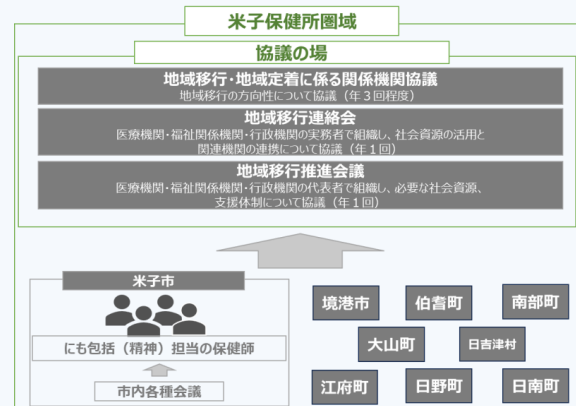 米子保健所圏域
協議の場
地域移行・地域定着に係る関係機関協議
地域移行の方向性について協議（年３回程度）
地域移行連絡会
医療機関・福祉関係機関・行政機関の実務者で組織し、社会資源の活用と
関連機関の連携について協議（年１回）
地域移行推進会議
医療機関・福祉関係機関・行政機関の代表者で組織し、必要な社会資源、
支援体制について協議（年１回）
米子市
にも包括（精神）担当の保健師
市内各種会議
境港市
伯耆町
南部町
大山町
日吉津村
江府町
日野町
日南町